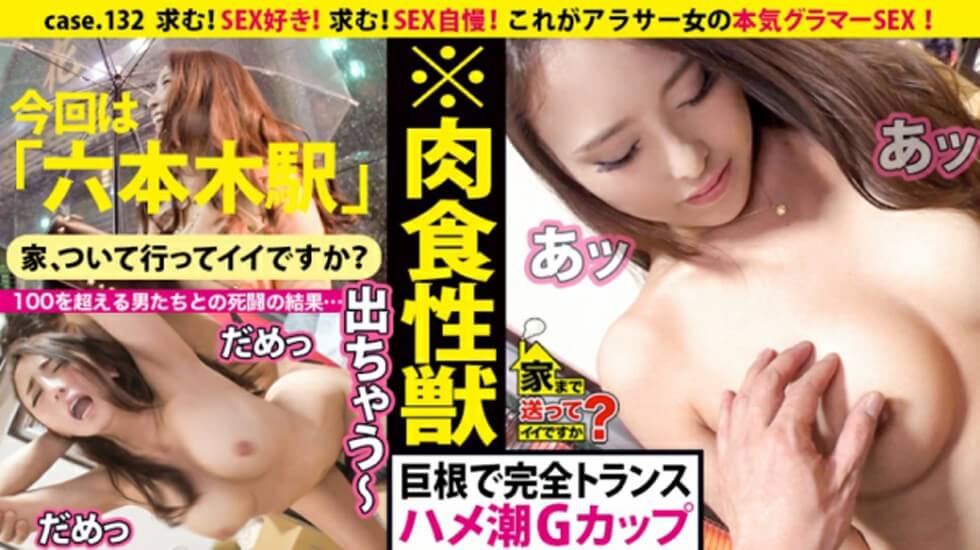 case.132 求む!SEX好き!求む!SEX自慢!これがアラサー女の本気グラマーSEX!
今回は
「六本木駅」
家、ついて行ってイイですか?
100を超える男たちとの死闘の結果…
だめっ
出ちゃう〜
だめっ
※肉食性獣
あッ
あッ
家まで
送って
イイですか?
巨根で完全トランス
ハメ潮Gカップ